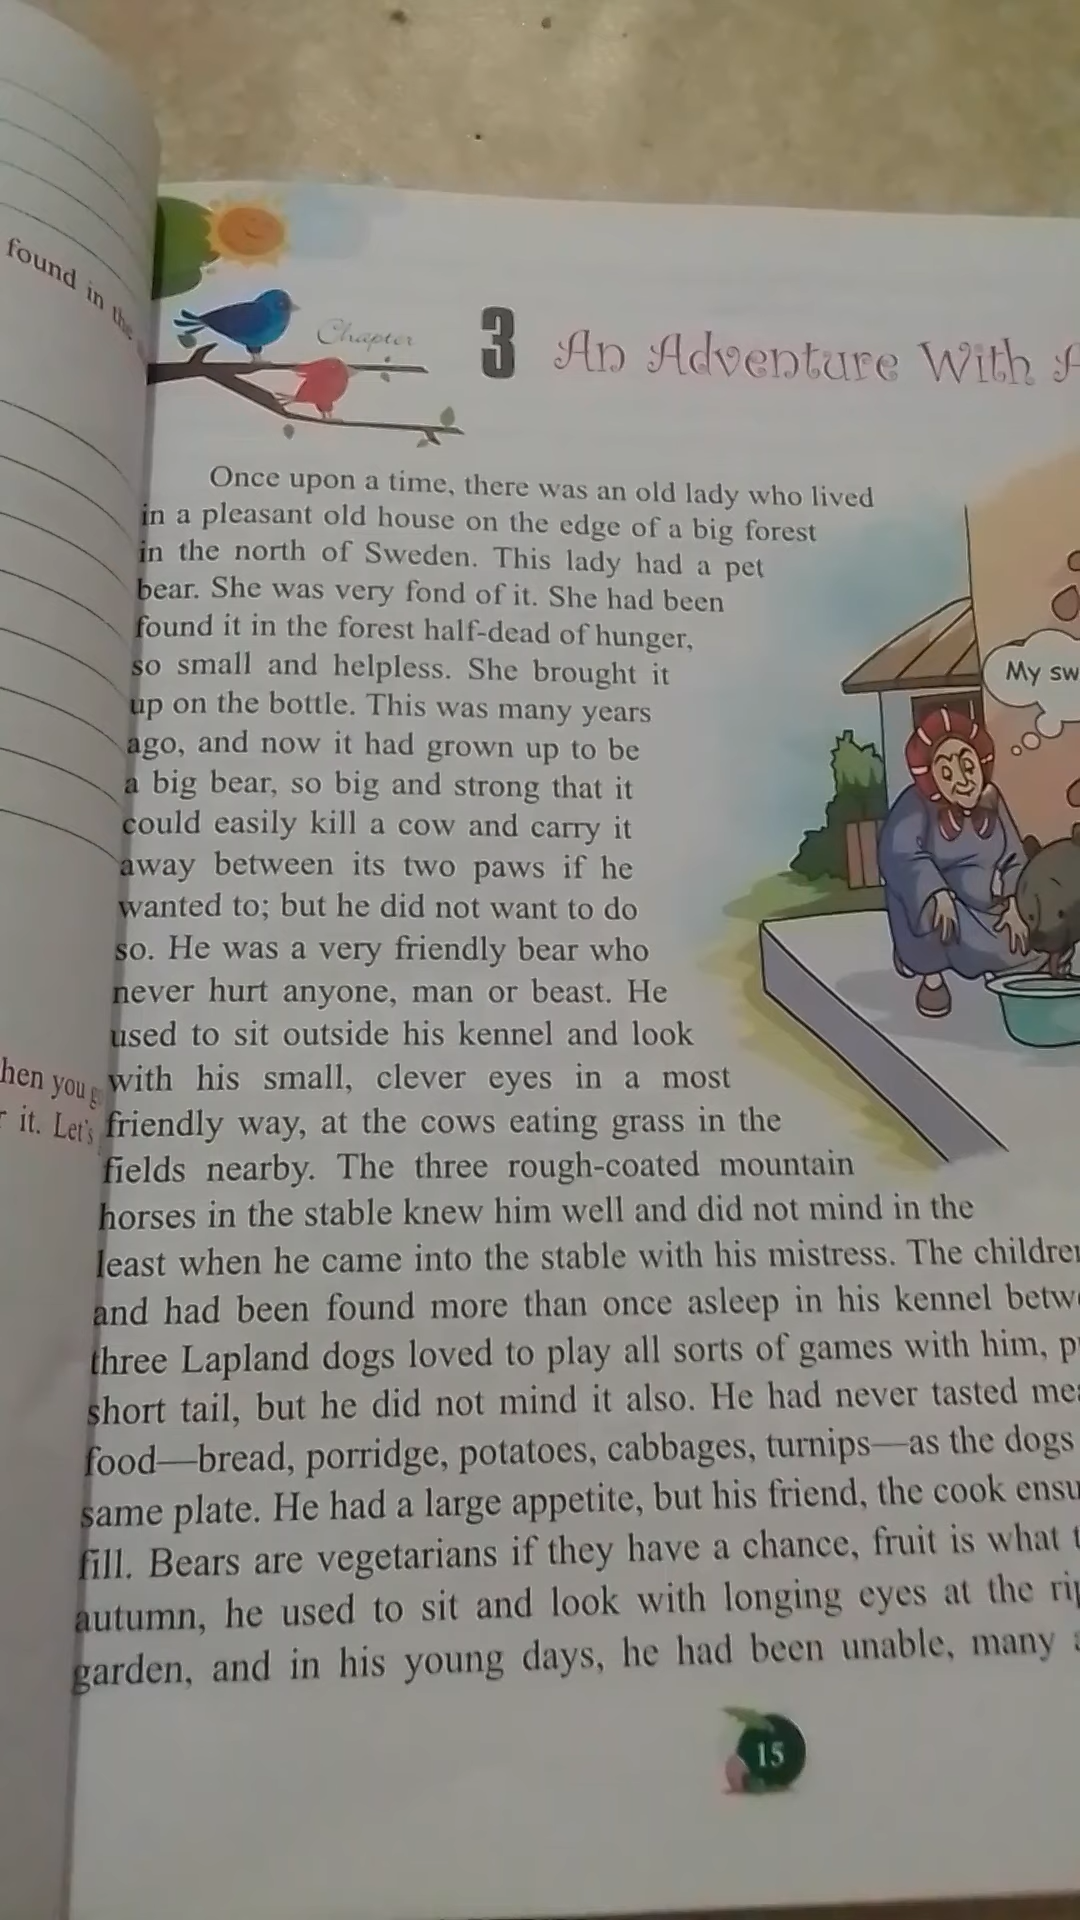 found in the
hen you
it. Let's
Chapter 3 An Adventure With A
Once upon a time, there was an old lady who lived
in a pleasant old house on the edge of a big forest
in the north of Sweden. This lady had a pet
bear. She was very fond of it. She had been
found it in the forest half-dead of hunger,
so small and helpless. She brought it
up on the bottle. This was many years
ago, and now it had grown up to be
a big bear, so big and strong that it
could easily kill a cow and carry it
away between its two paws if he
wanted to; but he did not want to do
so. He was a very friendly bear who
never hurt anyone, man or beast. He
used to sit outside his kennel and look
with his small, clever eyes in a most
friendly way, at the cows eating grass in the
fields nearby. The three rough-coated mountain
horses in the stable knew him well and did not mind in the
least when he came into the stable with his mistress. The children
and had been found more than once asleep in his kennel betw
three Lapland dogs loved to play all sorts of games with him, p
short tail, but he did not mind it also. He had never tasted me
food—bread, porridge, potatoes, cabbages, turnips—as the dogs
same plate. He had a large appetite, but his friend, the cook ensu
fill. Bears are vegetarians if they have a chance, fruit is what t
autumn, he used to sit and look with longing eyes at the rip
garden, and in his young days, he had been unable, many a
My sw
15